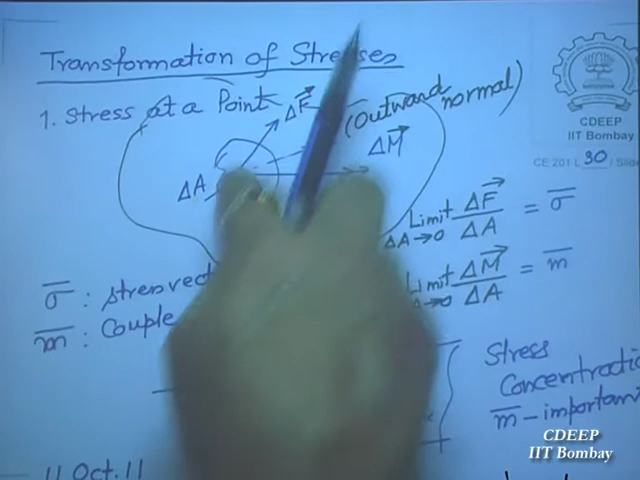 Transformation of Stresses
1. Stress at a Point
ΔF
(Outward normal)
ΔM
ΔA
Limit ΔF / ΔA = σ
ΔA→0
Limit ΔM / ΔA = m
ΔA→0
σ : stress vect
m : Couple
Stress
Concentratio
m - importan
11 Oct. 11
CDEEP
IIT Bombay
CE 201 L 30 / Slide
CDEEP
IIT Bombay